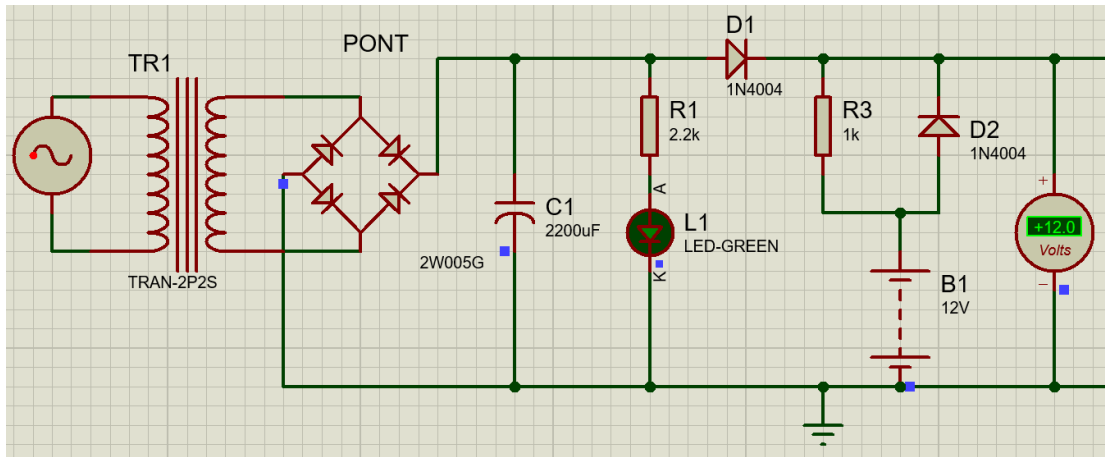 TR1
TRAN-2P2S
PONT
2W005G
C1
2200uF
R1
2.2k
A
L1
LED-GREEN
K
D1
1N4004
R3
1k
D2
1N4004
B1
12V
+
+12.0
Volts
−